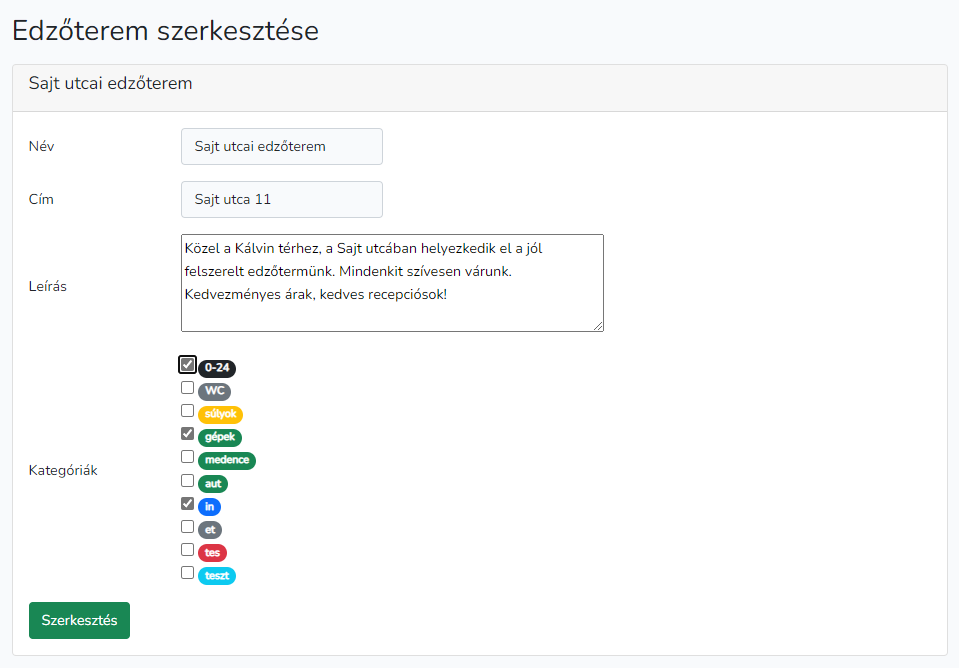 Edzőterem szerkesztése
Sajt utcai edzőterem
Név
Sajt utcai edzőterem
Cím
Sajt utca 11
Leírás
Közel a Kálvin térhez, a Sajt utcában helyezkedik el a jól
felszerelt edzőtermünk. Mindenkit szívesen várunk.
Kedvezményes árak, kedves recepciósok!
Kategóriák
0-24
WC
súlyok
gépek
medence
aut
in
et
tes
teszt
Szerkesztés